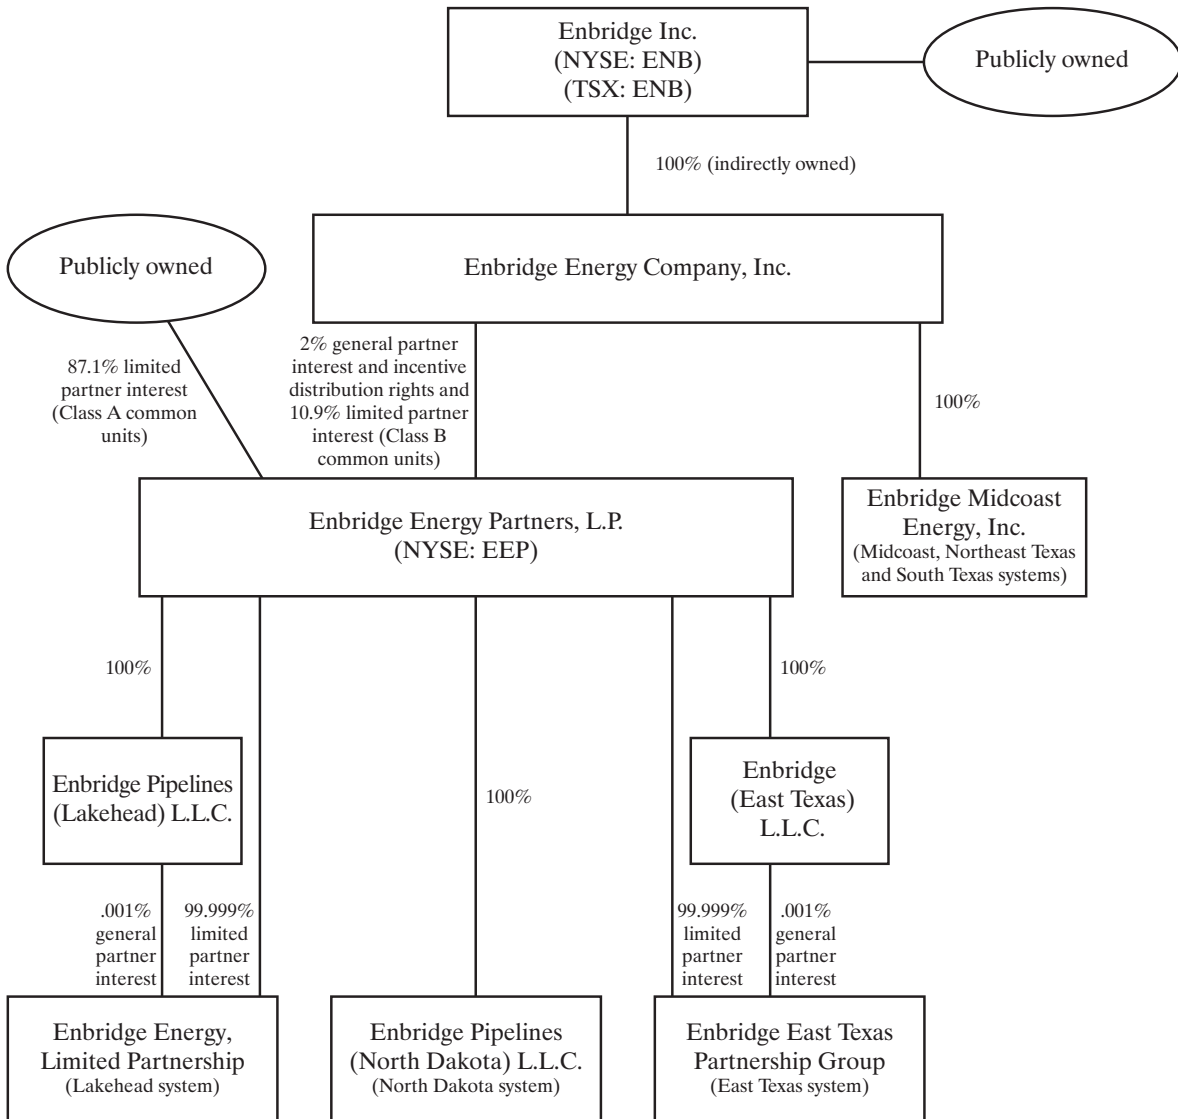 Enbridge Inc.
(NYSE: ENB)
(TSX: ENB)
Publicly owned
100% (indirectly owned)
Publicly owned
Enbridge Energy Company, Inc.
87.1% limited
partner interest
(Class A common
units)
2% general partner
interest and incentive
distribution rights and
10.9% limited partner
interest (Class B
common units)
100%
Enbridge Energy Partners, L.P.
(NYSE: EEP)
Enbridge Midcoast
Energy, Inc.
(Midcoast, Northeast Texas
and South Texas systems)
100%
100%
Enbridge Pipelines
(Lakehead) L.L.C.
100%
Enbridge
(East Texas)
L.L.C.
.001%
general
partner
interest
99.999%
limited
partner
interest
99.999%
limited
partner
interest
.001%
general
partner
interest
Enbridge Energy,
Limited Partnership
(Lakehead system)
Enbridge Pipelines
(North Dakota) L.L.C.
(North Dakota system)
Enbridge East Texas
Partnership Group
(East Texas system)